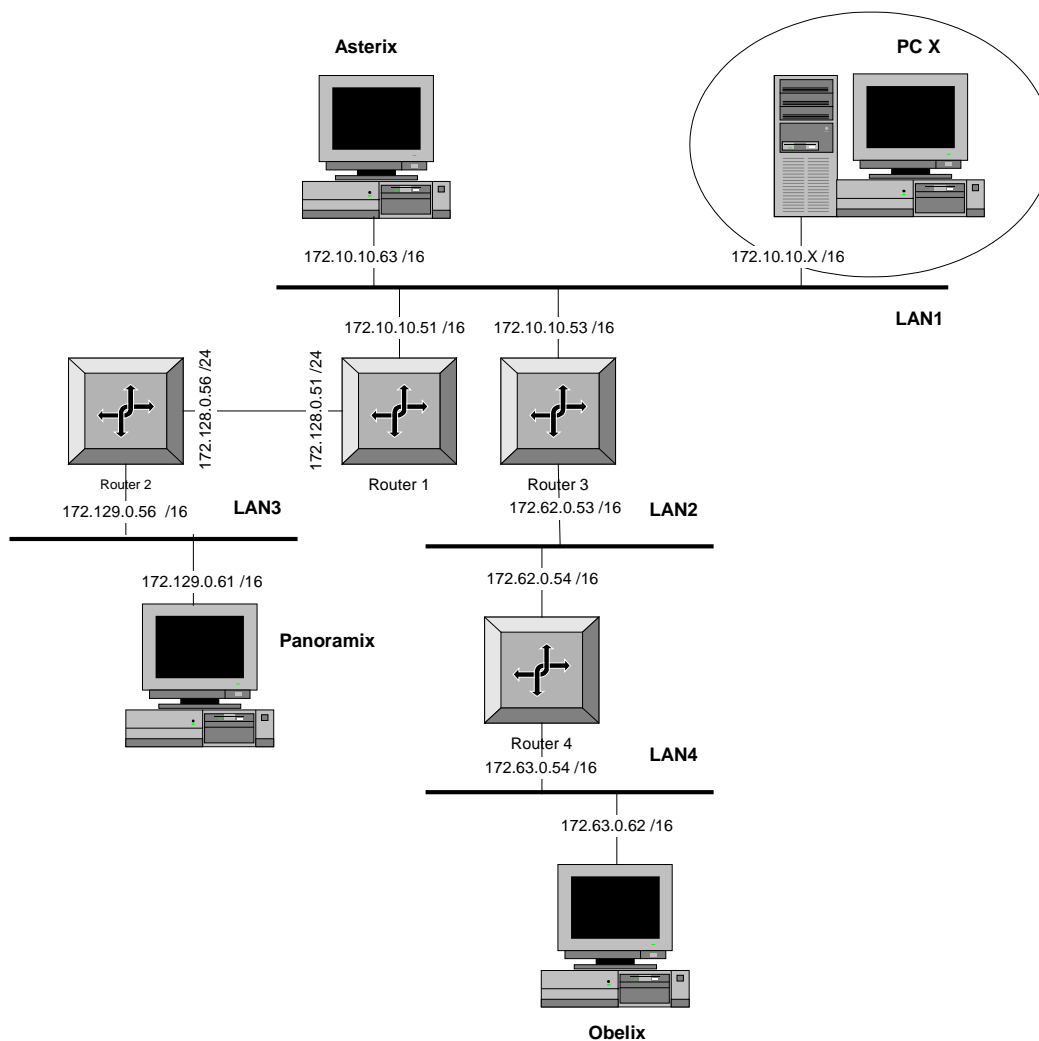 Asterix
PC X
172.10.10.63 /16
172.10.10.X /16
LAN1
172.10.10.51 /16
172.10.10.53 /16
172.128.0.56 /24
172.128.0.51 /24
Router 2
Router 1
Router 3
172.129.0.56 /16
LAN3
172.62.0.53 /16
LAN2
172.129.0.61 /16
172.62.0.54 /16
Panoramix
Router 4
172.63.0.54 /16
LAN4
172.63.0.62 /16
Obelix